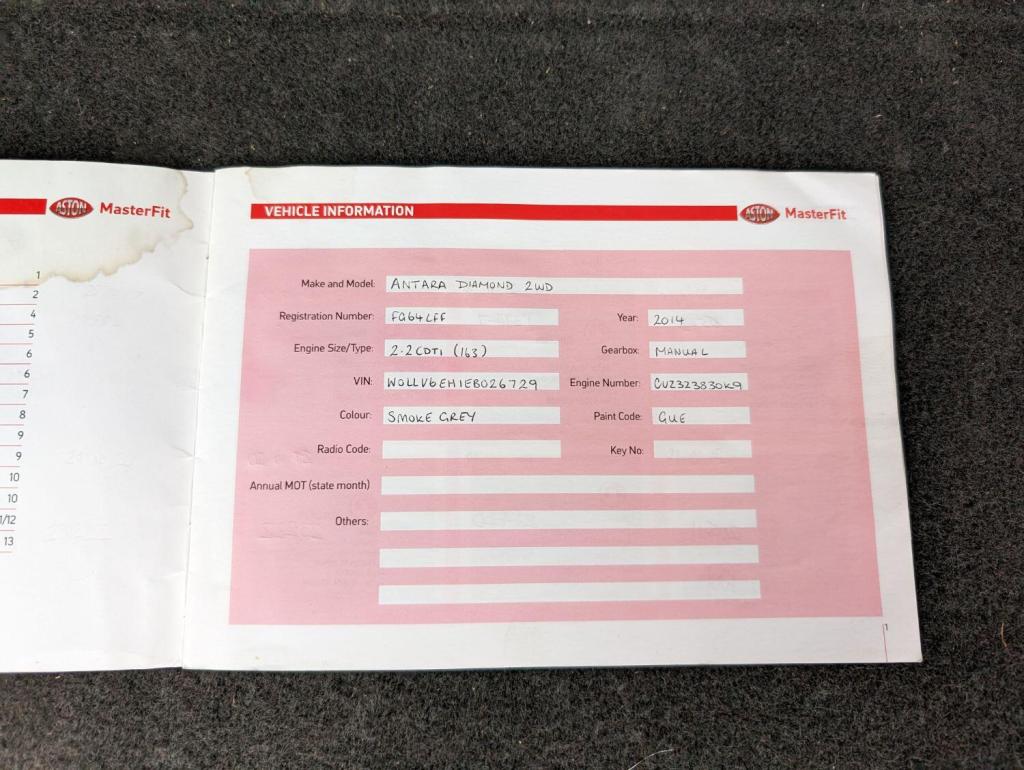 ASTON MasterFit
1
2
4
5
6
6
7
8
9
9
10
10
1/12
13
VEHICLE INFORMATION ASTON MasterFit
Make and Model: ANTARA DIAMOND 2WD
Registration Number: FG64LFF Year: 2014
Engine Size/Type: 2.2CDTI (163) Gearbox: MANUAL
VIN: W0LLV6EH1EB026729 Engine Number: CUZ323830K9
Colour: SMOKE GREY Paint Code: GUE
Radio Code: Key No:
Annual MOT (state month)
Others:
1